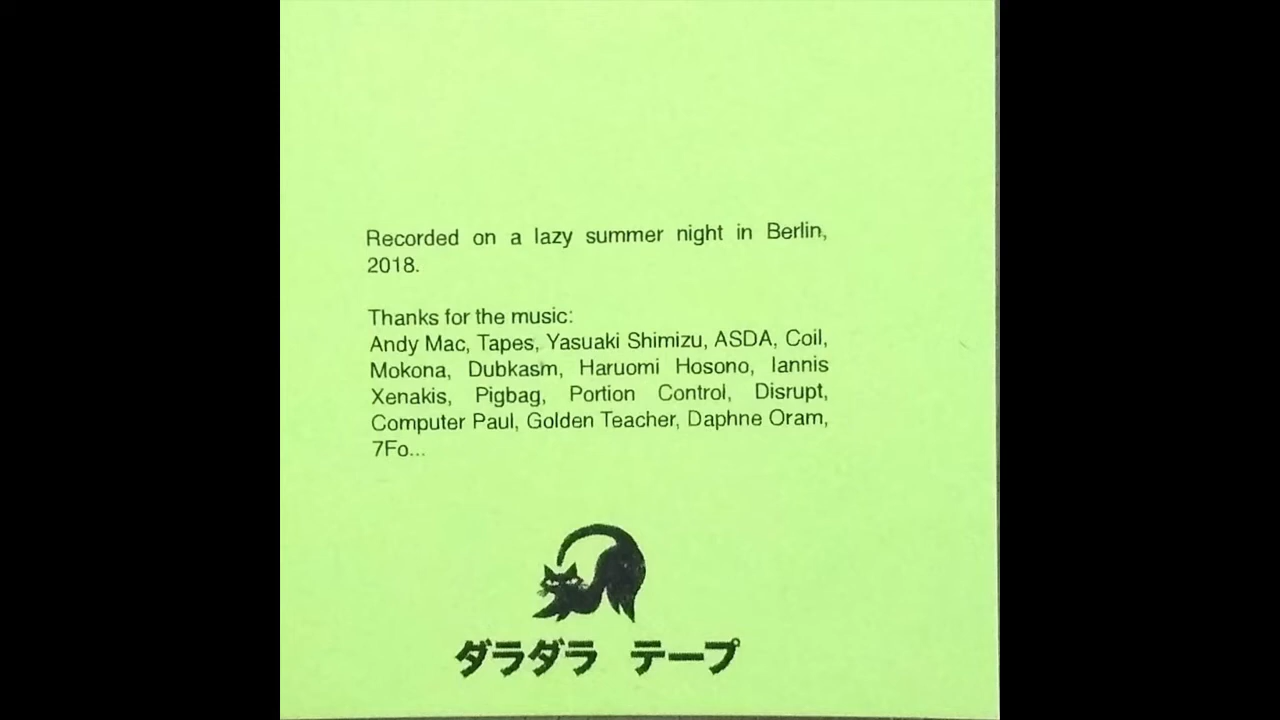 Recorded on a lazy summer night in Berlin,
2018.
Thanks for the music:
Andy Mac, Tapes, Yasuaki Shimizu, ASDA, Coil,
Mokona, Dubkasm, Haruomi Hosono, Iannis
Xenakis, Pigbag, Portion Control, Disrupt,
Computer Paul, Golden Teacher, Daphne Oram,
7Fo...
ダラダラ テープ